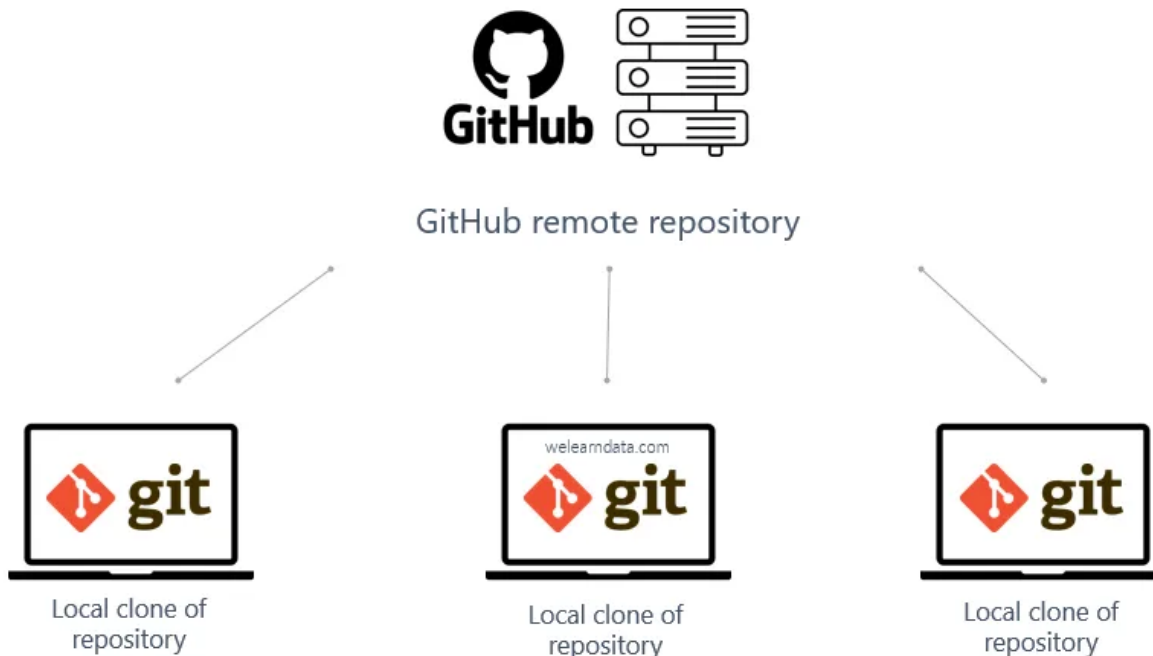 GitHub
GitHub remote repository
welearndata.com
git
git
git
Local clone of
repository
Local clone of
repository
Local clone of
repository